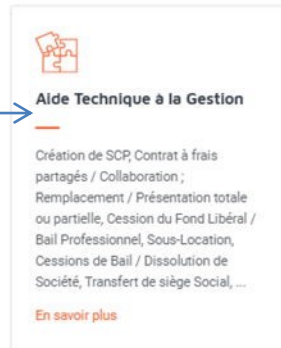 Aide Technique à la Gestion
Création de SCP, Contrat à frais
partagés / Collaboration ;
Remplacement / Présentation totale
ou partielle, Cession du Fond Libéral /
Bail Professionnel, Sous-Location,
Cessions de Bail / Dissolution de
Société, Transfert de siège Social, ...
En savoir plus